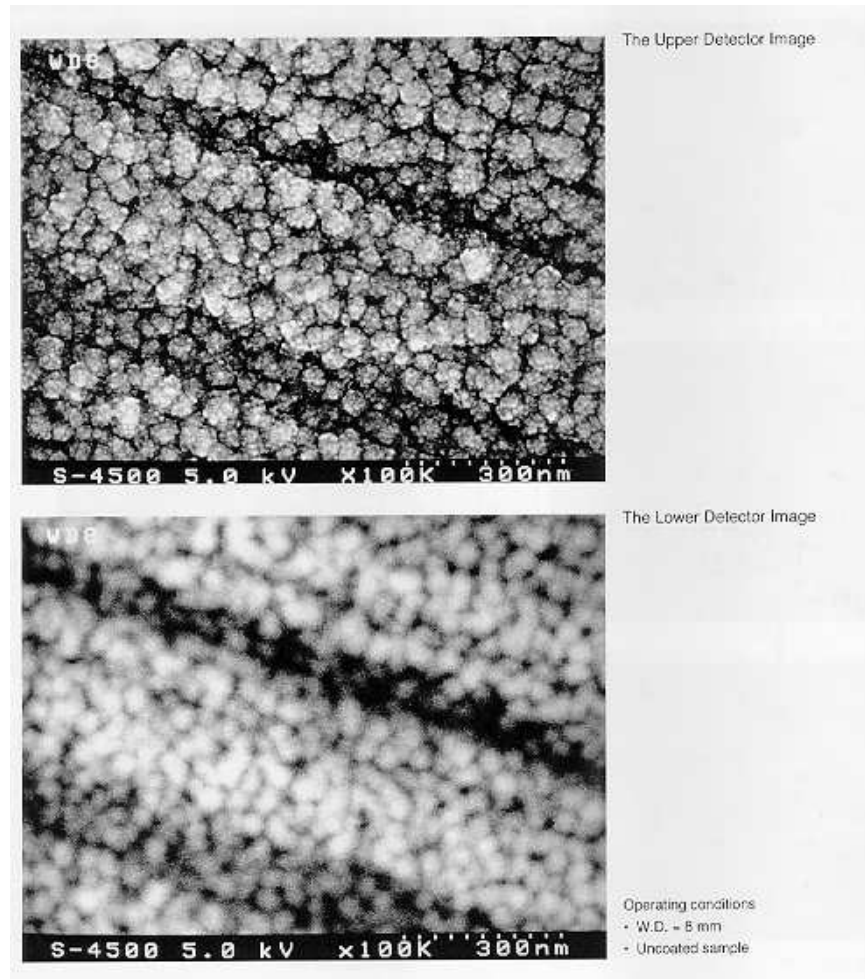 The Upper Detector Image
WD8
S-4500 5.0 kV X100K 300nm
The Lower Detector Image
WD8
S-4500 5.0 kV x100K 300nm
Operating conditions
• W.D. = 8 mm
• Uncoated sample